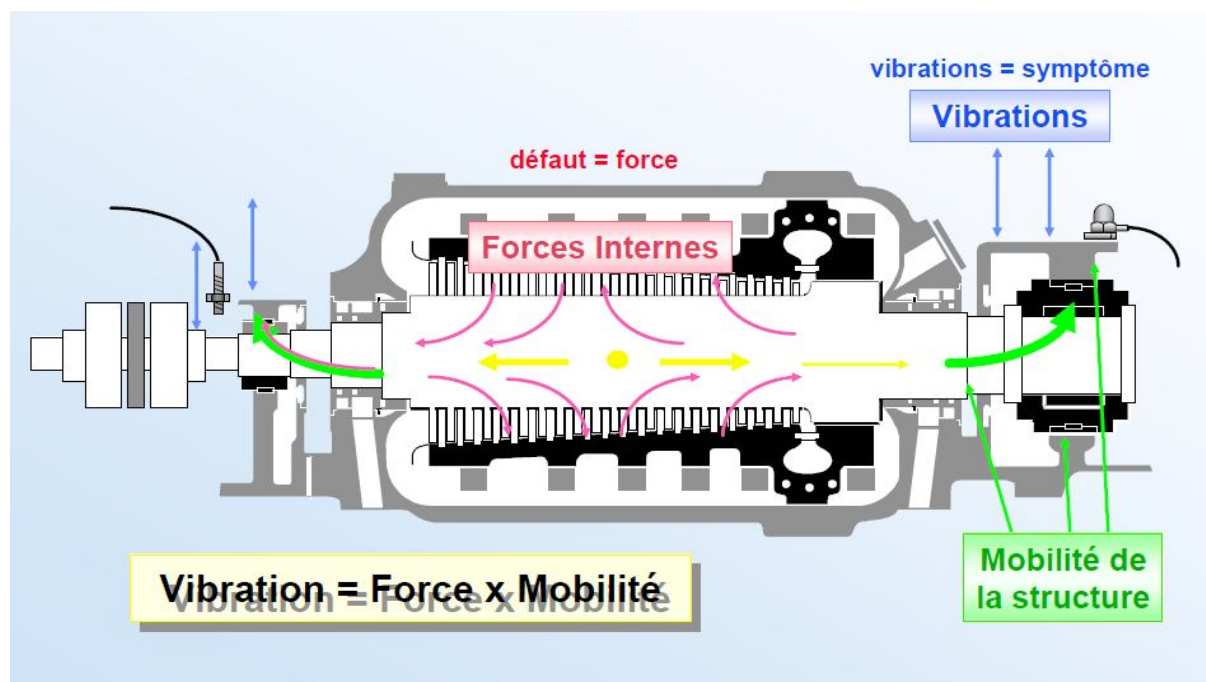 vibrations = symptôme
Vibrations
défaut = force
Forces Internes
Mobilité de
la structure
Vibration = Force x Mobilité